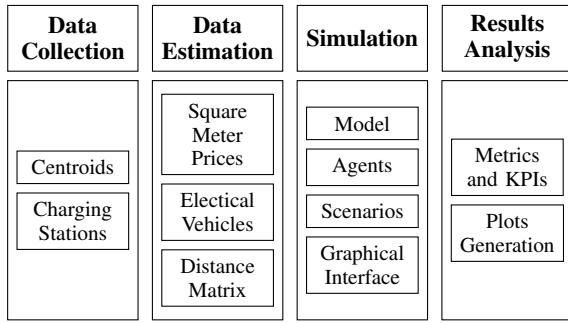 Data
Collection
Centroids
Charging
Stations
Data
Estimation
Square
Meter
Prices
Electical
Vehicles
Distance
Matrix
Simulation
Model
Agents
Scenarios
Graphical
Interface
Results
Analysis
Metrics
and KPIs
Plots
Generation